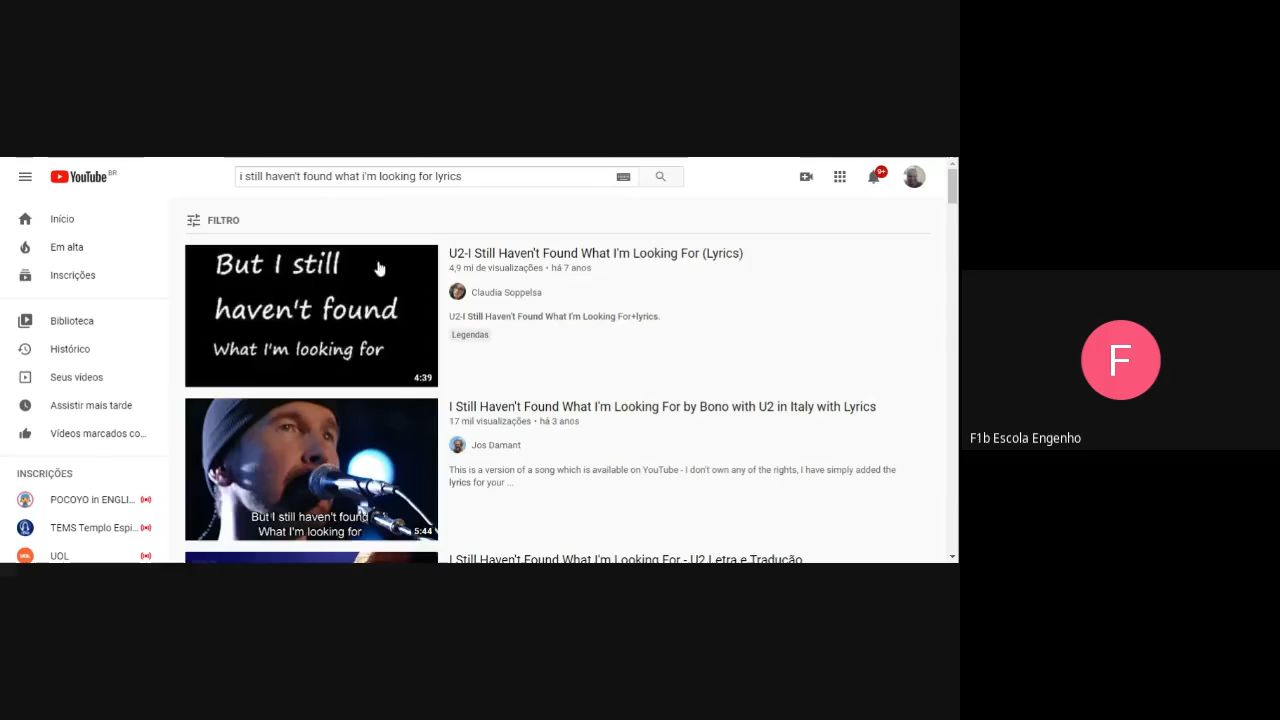 YouTube BR
i still haven't found what i'm looking for lyrics
9+
Início
Em alta
Inscrições
Biblioteca
Histórico
Seus vídeos
Assistir mais tarde
Vídeos marcados co...
INSCRIÇÕES
POCOYO in ENGLI...
TEMS Templo Espi...
UOL
FILTRO
But I still
haven't found
What I'm looking for
4:39
U2-I Still Haven't Found What I'm Looking For (Lyrics)
4,9 mi de visualizações • há 7 anos
Claudia Soppelsa
U2-I Still Haven't Found What I'm Looking For+lyrics.
Legendas
But I still haven't found
What I'm looking for
5:44
I Still Haven't Found What I'm Looking For by Bono with U2 in Italy with Lyrics
17 mil visualizações • há 3 anos
Jos Damant
This is a version of a song which is available on YouTube - I don't own any of the rights, I have simply added the
lyrics for your ...
I Still Haven't Found What I'm Looking For - U2 Letra e Tradução
F
F1b Escola Engenho